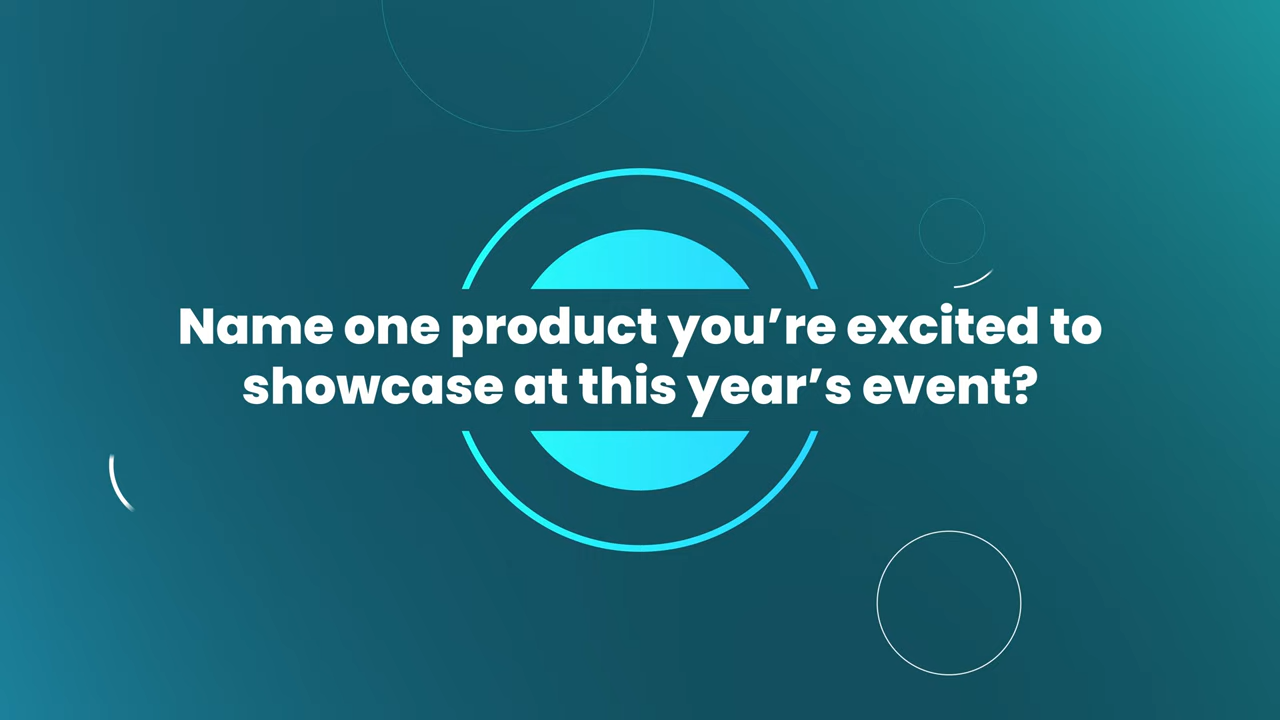 Name one product you’re excited to
showcase at this year’s event?